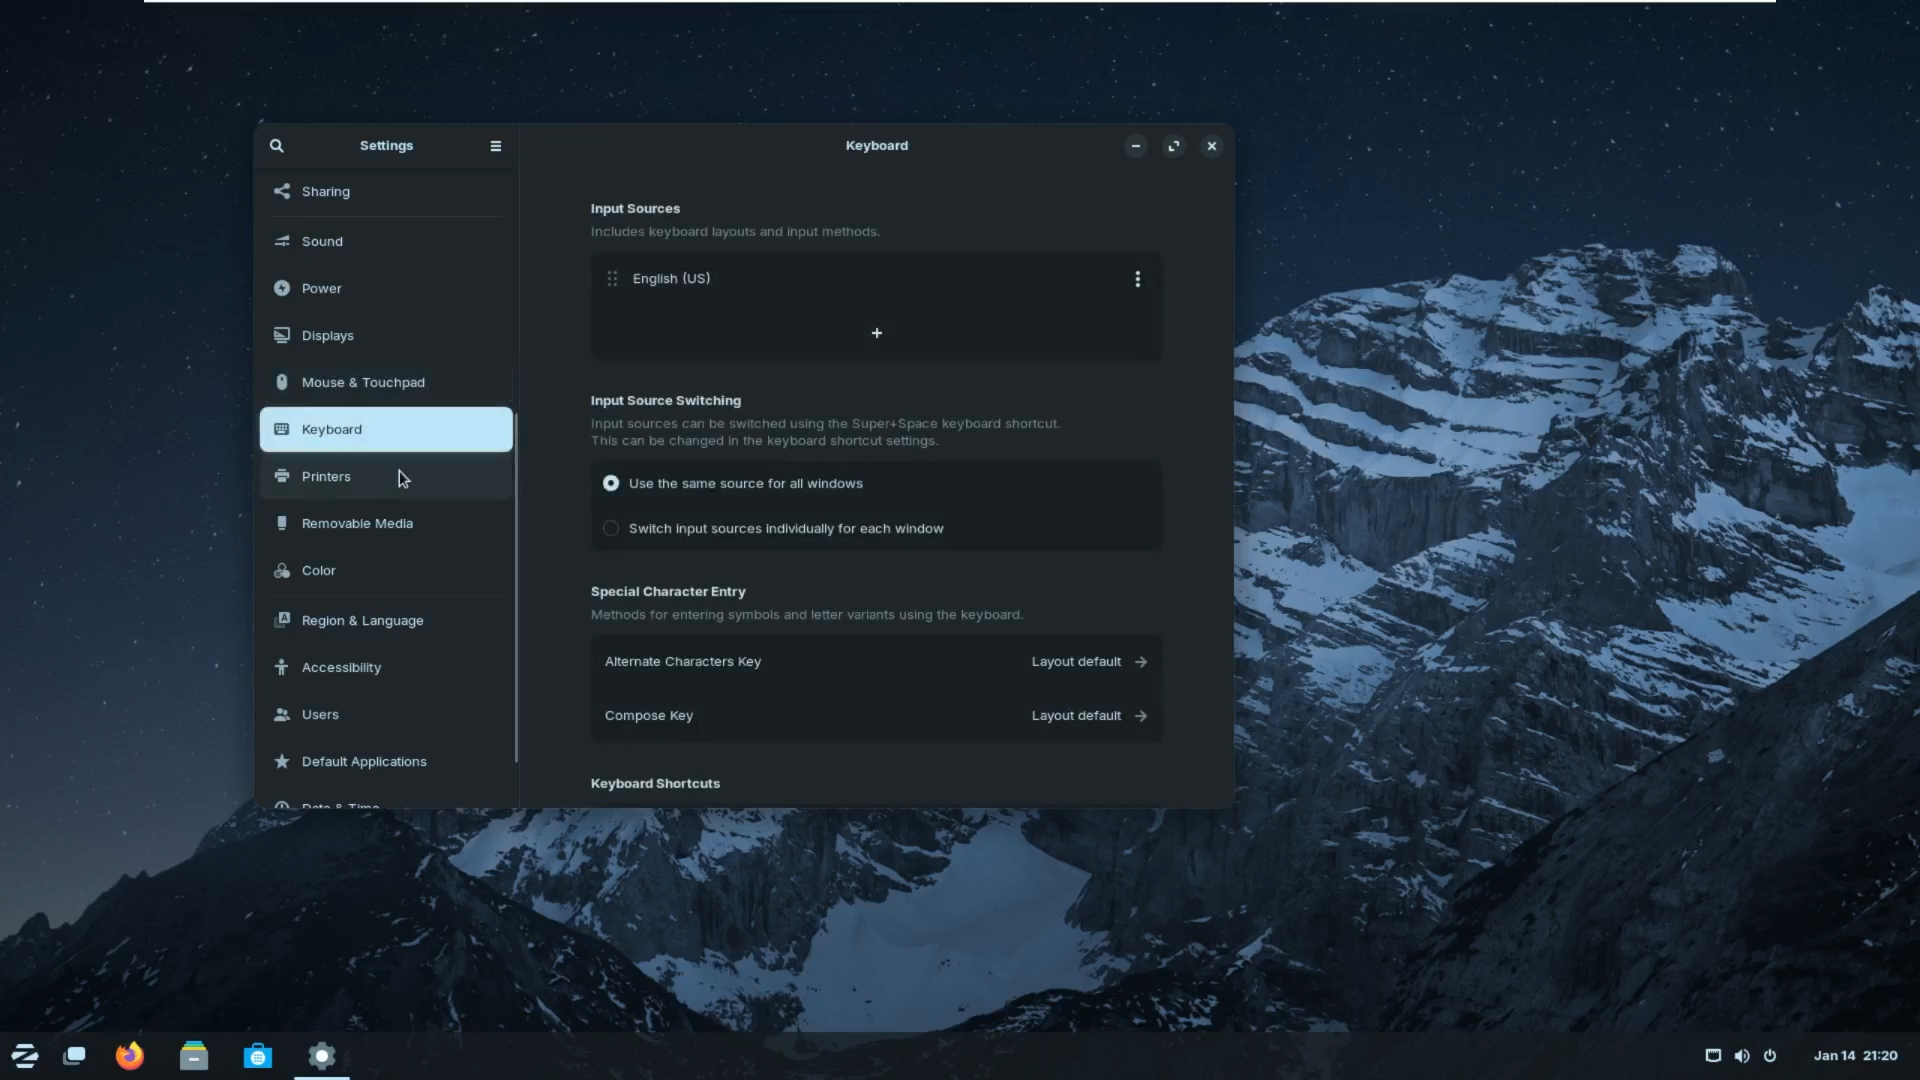 Settings
Keyboard
Sharing
Sound
Power
Displays
Mouse & Touchpad
Keyboard
Printers
Removable Media
Color
Region & Language
Accessibility
Users
Default Applications
Date & Time
Input Sources
Includes keyboard layouts and input methods.
English (US)
Input Source Switching
Input sources can be switched using the Super+Space keyboard shortcut.
This can be changed in the keyboard shortcut settings.
Use the same source for all windows
Switch input sources individually for each window
Special Character Entry
Methods for entering symbols and letter variants using the keyboard.
Alternate Characters Key Layout default
Compose Key Layout default
Keyboard Shortcuts
Jan 14 21:20